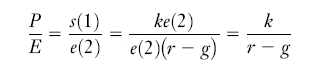 P/E = s(1)/e(2) = ke(2)/e(2)(r − g) = k/r − g